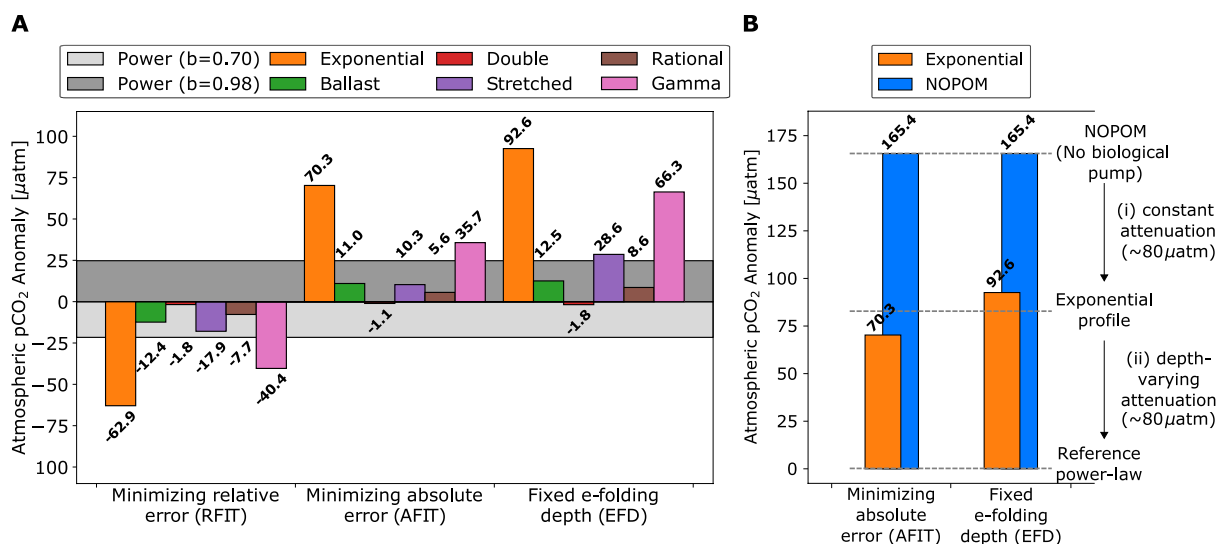 A
Power (b=0.70) Exponential Double Rational
Power (b=0.98) Ballast Stretched Gamma
Atmospheric pCO₂ Anomaly [μatm]
100
75
50
25
0
−25
−50
−75
100
-62.9
-12.4
-1.8
-17.9
-7.7
-40.4
70.3
11.0
-1.1
10.3
5.6
35.7
92.6
12.5
-1.8
28.6
8.6
66.3
Minimizing relative
error (RFIT)
Minimizing absolute
error (AFIT)
Fixed e-folding
depth (EFD)
B
Exponential
NOPOM
Atmospheric pCO₂ Anomaly [μatm]
175
150
125
100
75
50
25
0
70.3
165.4
92.6
165.4
Minimizing
absolute
error (AFIT)
Fixed
e-folding
depth (EFD)
NOPOM
(No biological
pump)
(i) constant
attenuation
(~80μatm)
Exponential
profile
(ii) depth-
varying
attenuation
(~80μatm)
Reference
power-law